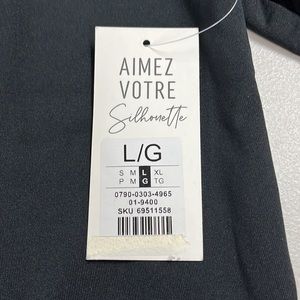 AIMEZ
VOTRE
Silhouette
L/G
S M L XL
P M G TG
0790-0303-4965
01-9400
SKU 69511558